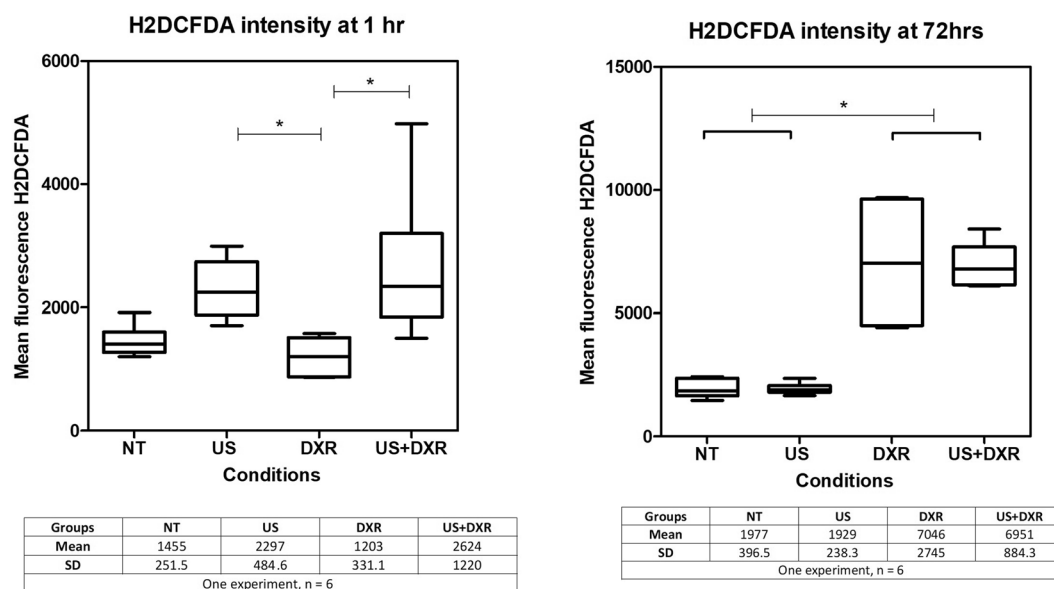 H2DCFDA intensity at 1 hr
Mean fluorescence H2DCFDA
6000
4000
2000
0
*
*
NT US DXR US+DXR
Conditions
Groups NT US DXR US+DXR
Mean 1455 2297 1203 2624
SD 251.5 484.6 331.1 1220
One experiment, n = 6
H2DCFDA intensity at 72hrs
Mean fluorescence H2DCFDA
15000
10000
5000
0
*
NT US DXR US+DXR
Conditions
Groups NT US DXR US+DXR
Mean 1977 1929 7046 6951
SD 396.5 238.3 2745 884.3
One experiment, n = 6